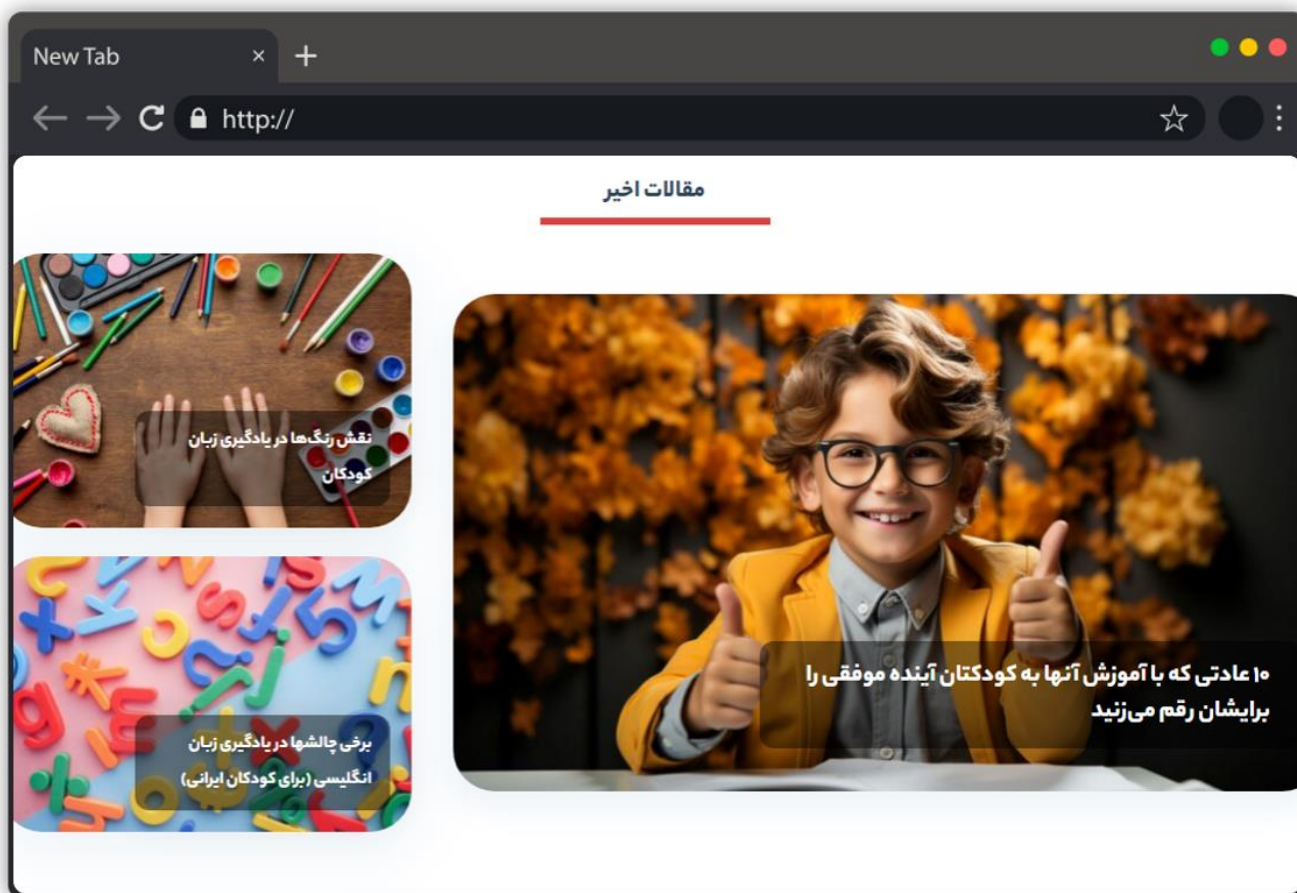 New Tab
http://
مقالات اخیر
۱۰ عادتی که با آموزش آنها به کودکتان آینده موفقی را
برایشان رقم می‌زنید
نقش رنگ‌ها در یادگیری زبان
کودکان
برخی چالشها در یادگیری زبان
انگلیسی (برای کودکان ایرانی)